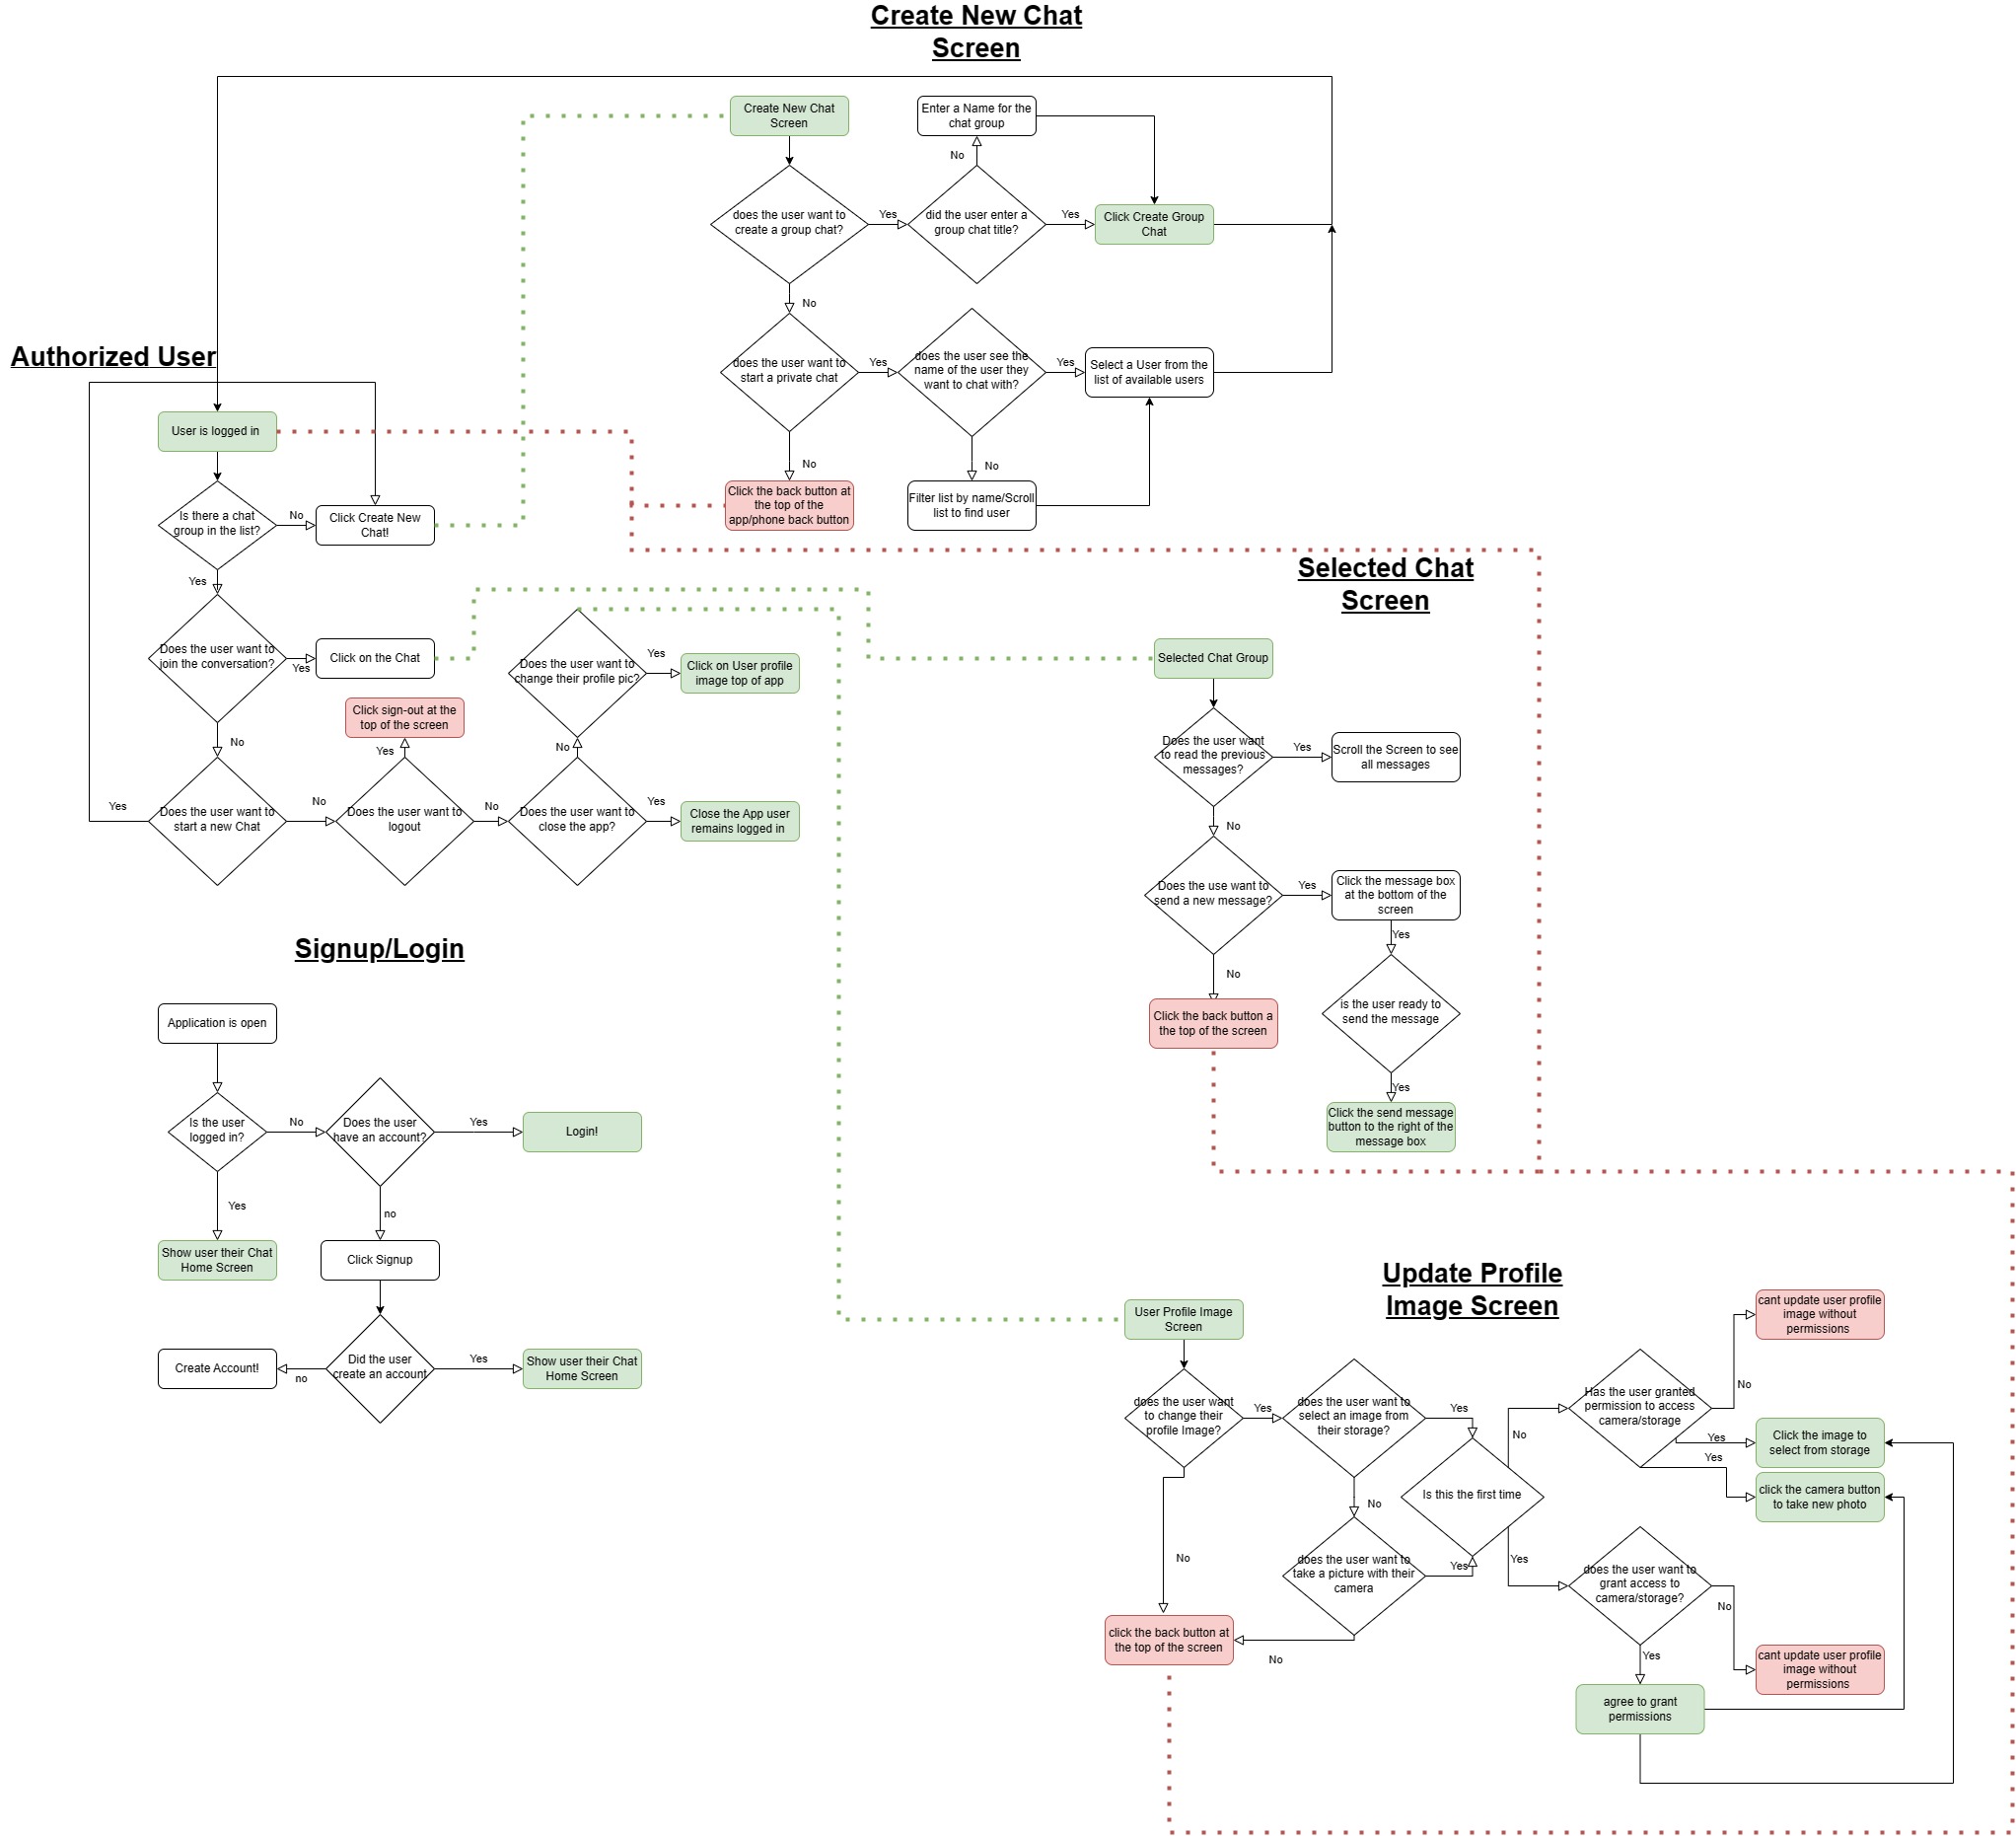 Create New Chat
Screen
Create New Chat
Screen
Enter a Name for the
chat group
No
does the user want to
create a group chat?
Yes
did the user enter a
group chat title?
Yes
Click Create Group
Chat
No
does the user want to
start a private chat
Yes
does the user see the
name of the user they
want to chat with?
Yes
Select a User from the
list of available users
No
No
Click the back button at
the top of the
app/phone back button
Filter list by name/Scroll
list to find user
Authorized User
User is logged in
Is there a chat
group in the list?
No
Click Create New
Chat!
Yes
Does the user want to
join the conversation?
Yes
Click on the Chat
No
Click sign-out at the
top of the screen
Yes
Does the user want to
change their profile pic?
Yes
Click on User profile
image top of app
No
Yes
Does the user want to
start a new Chat
No
Does the user want to
logout
No
Does the user want to
close the app?
Yes
Close the App user
remains logged in
Selected Chat
Screen
Selected Chat Group
Does the user want
to read the previous
messages?
Yes
Scroll the Screen to see
all messages
No
Does the use want to
send a new message?
Yes
Click the message box
at the bottom of the
screen
Yes
No
Click the back button a
the top of the screen
is the user ready to
send the message
Yes
Click the send message
button to the right of the
message box
Signup/Login
Application is open
Is the user
logged in?
No
Does the user
have an account?
Yes
Login!
Yes
no
Show user their Chat
Home Screen
Click Signup
Create Account!
no
Did the user
create an account
Yes
Show user their Chat
Home Screen
Update Profile
Image Screen
User Profile Image
Screen
does the user want
to change their
profile Image?
Yes
does the user want to
select an image from
their storage?
Yes
No
Is this the first time
No
Has the user granted
permission to access
camera/storage
No
cant update user profile
image without
permissions
Yes
Click the image to
select from storage
Yes
click the camera button
to take new photo
No
does the user want to
take a picture with their
camera
Yes
Yes
does the user want to
grant access to
camera/storage?
No
cant update user profile
image without
permissions
Yes
click the back button at
the top of the screen
No
agree to grant
permissions